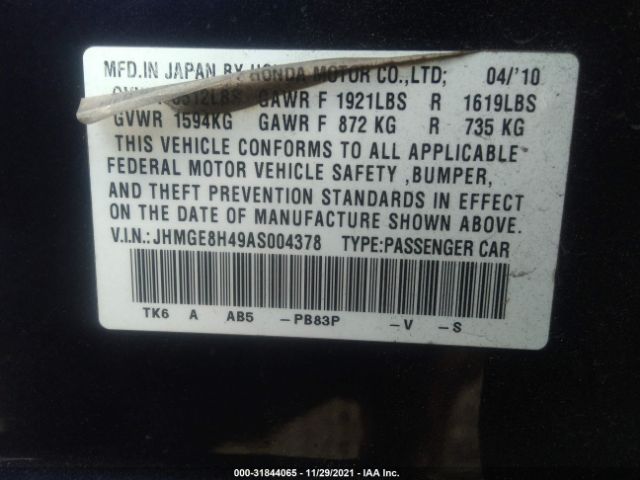 MFD.IN JAPAN BY HONDA MOTOR CO.,LTD; 04/'10
GAWR F 1921LBS R 1619LBS
GVWR 1594KG GAWR F 872 KG R 735 KG
THIS VEHICLE CONFORMS TO ALL APPLICABLE
FEDERAL MOTOR VEHICLE SAFETY ,BUMPER,
AND THEFT PREVENTION STANDARDS IN EFFECT
ON THE DATE OF MANUFACTURE SHOWN ABOVE.
V.I.N.:JHMGE8H49AS004378 TYPE:PASSENGER CAR
TK6 A AB5 -PB83P -V -S
000-31844065 - 11/29/2021 - IAA Inc.